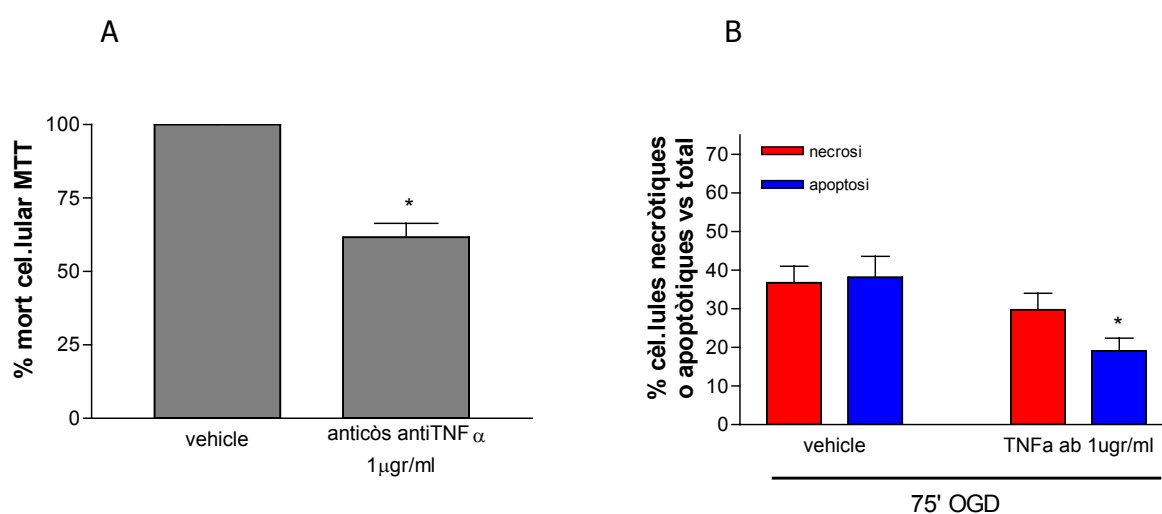 A
% mort cel.lular MTT
100
75
50
25
0
*
vehicle
anticòs antiTNF α
1µgr/ml
B
% cèl.lules necròtiques
o apoptòtiques vs total
70
60
50
40
30
20
10
0
necrosi
apoptosi
*
vehicle
TNFa ab 1ugr/ml
75' OGD